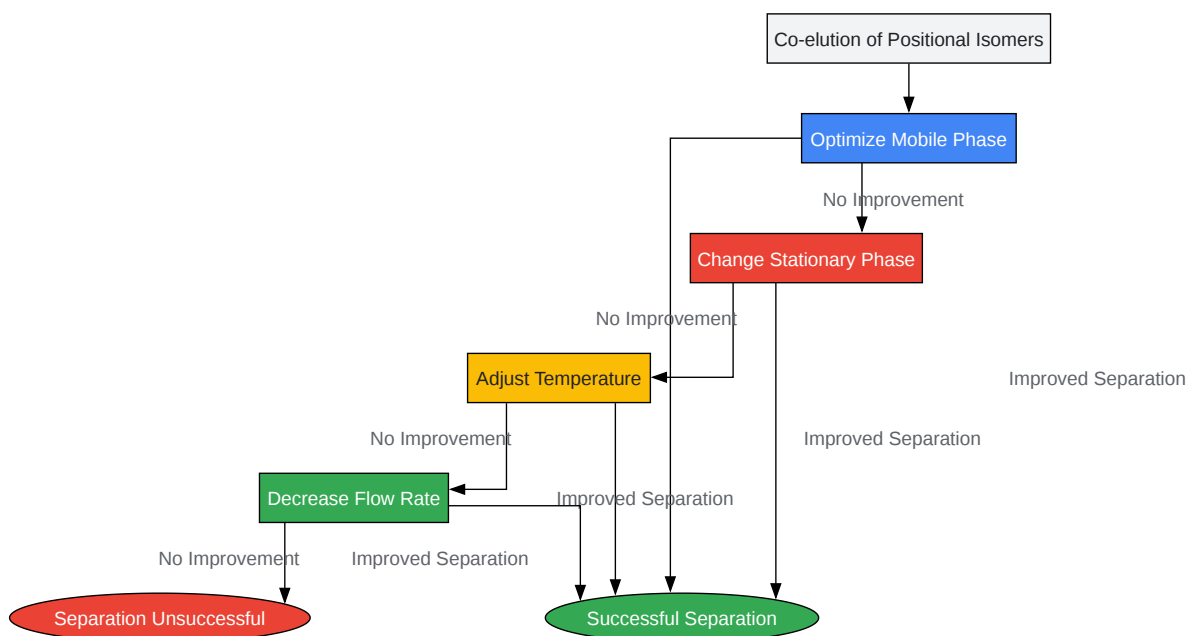 Co-elution of Positional Isomers
Optimize Mobile Phase
No Improvement
Change Stationary Phase
No Improvement
Adjust Temperature
Improved Separation
No Improvement
Improved Separation
Decrease Flow Rate
Improved Separation
No Improvement
Improved Separation
Separation Unsuccessful
Successful Separation